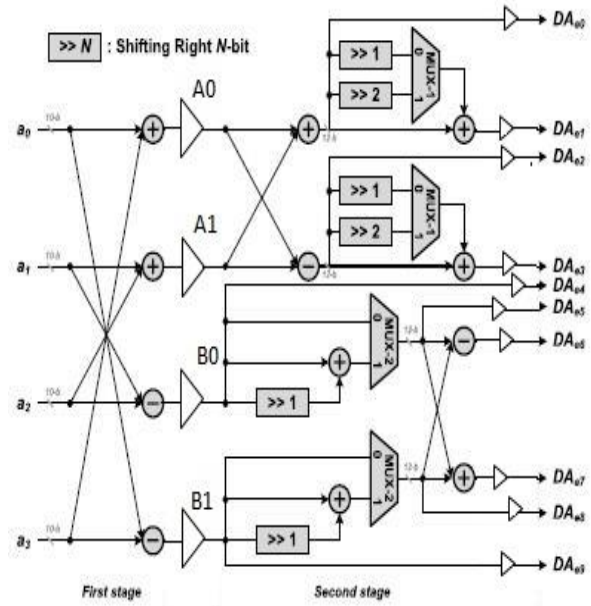 DAe0
>> N : Shifting Right N-bit
>> 1
0
MUX-1
A0
>> 2
1
10-b
a0
12-b
DAe1
DAe2
>> 1
0
MUX-1
A1
>> 2
1
10-b
a1
12-b
DAe3
DAe4
DAe5
0
MUX-2
12-b
DAe6
B0
1
10-b
a2
>> 1
0
MUX-2
12-b
DAe7
B1
1
DAe8
10-b
a3
>> 1
DAe9
First stage
Second stage